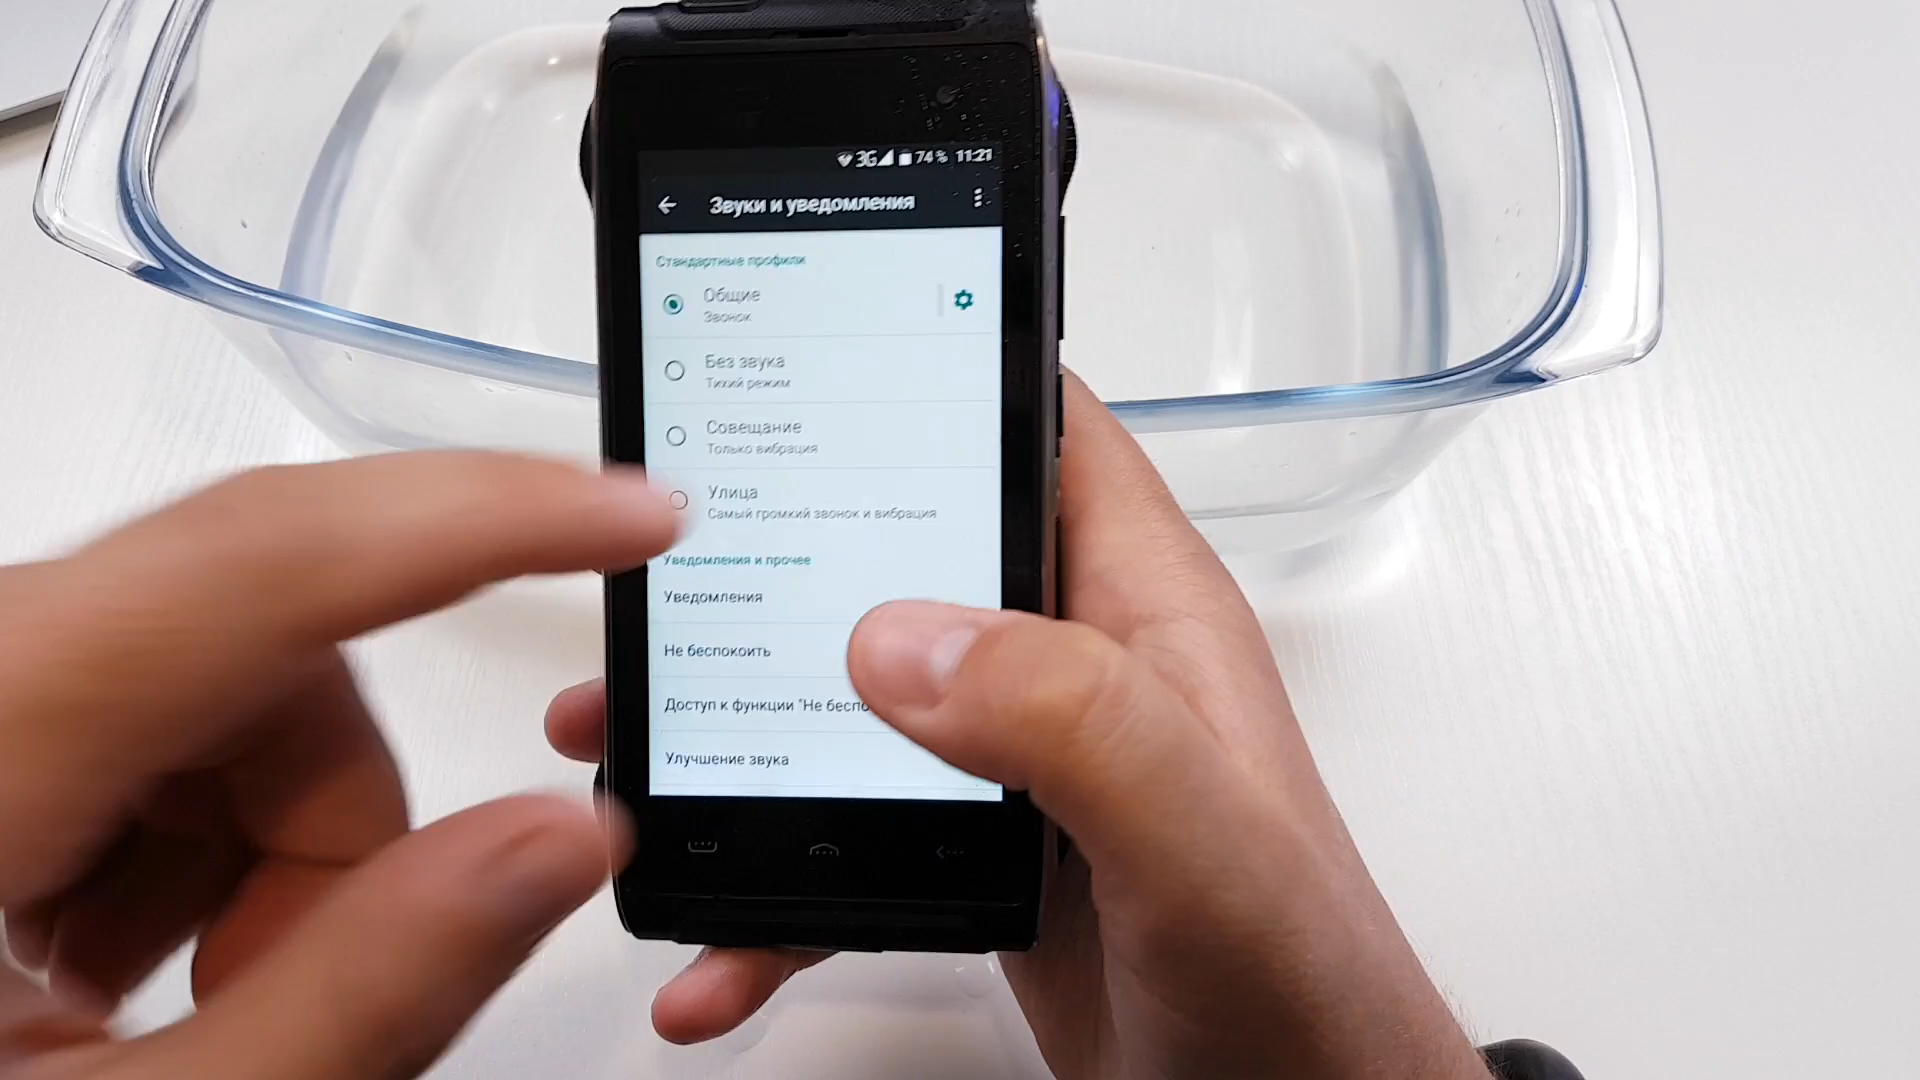 3G 74% 11:21
Звуки и уведомления
Стандартные профили
Общие
Звонок
Без звука
Тихий режим
Совещание
Только вибрация
Улица
Самый громкий звонок и вибрация
Уведомления и прочее
Уведомления
Не беспокоить
Доступ к функции "Не беспо
Улучшение звука